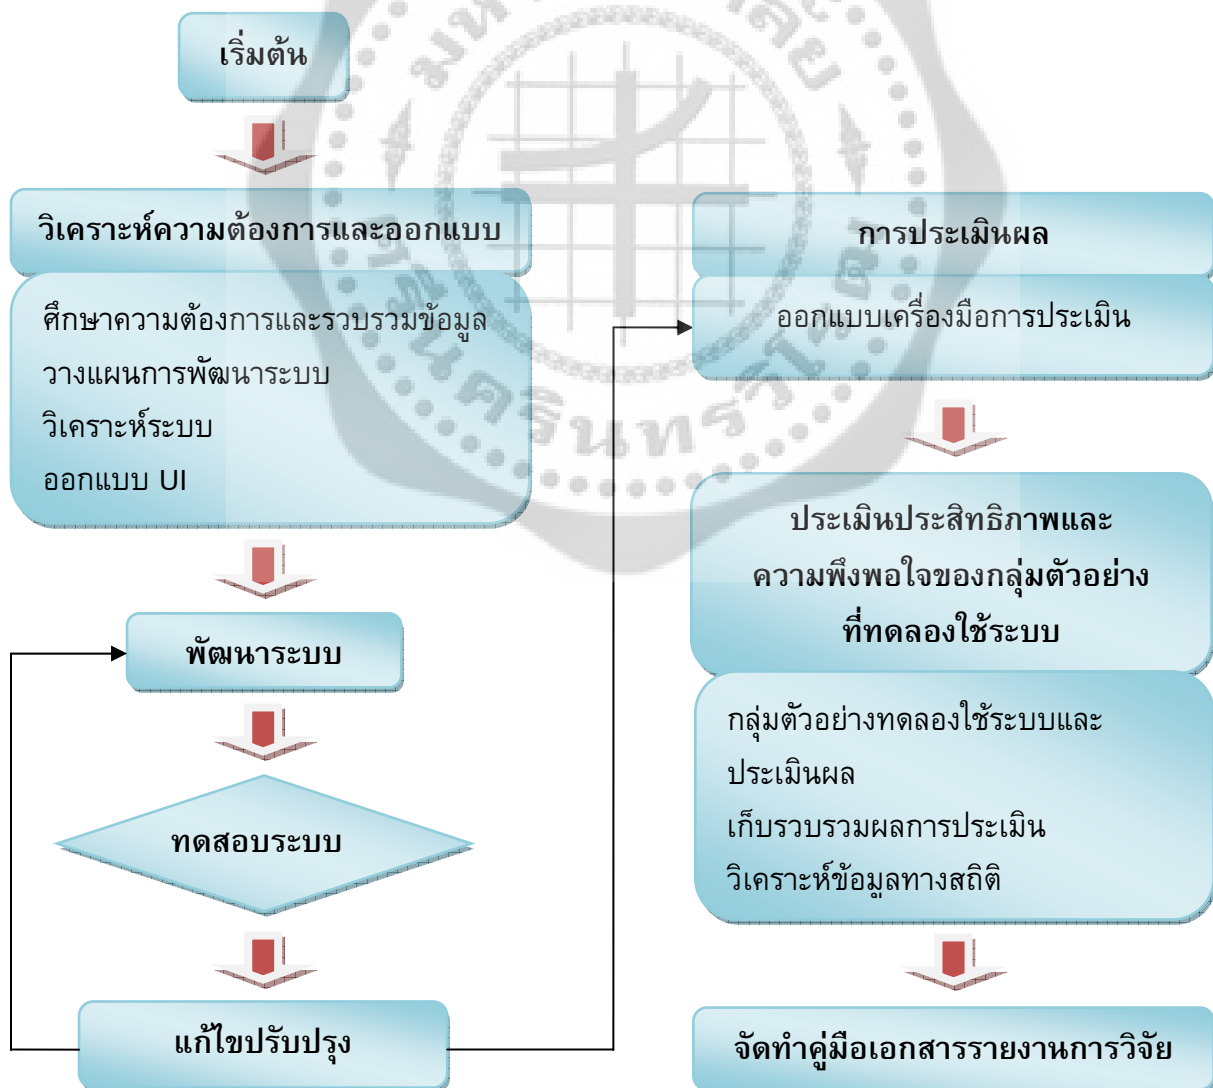 เริ่มต้น
วิเคราะห์ความต้องการและออกแบบ
ศึกษาความต้องการและรวบรวมข้อมูล
วางแผนการพัฒนาระบบ
วิเคราะห์ระบบ
ออกแบบ UI
พัฒนาระบบ
ทดสอบระบบ
แก้ไขปรับปรุง
การประเมินผล
ออกแบบเครื่องมือการประเมิน
ประเมินประสิทธิภาพและ
ความพึงพอใจของกลุ่มตัวอย่าง
ที่ทดลองใช้ระบบ
กลุ่มตัวอย่างทดลองใช้ระบบและ
ประเมินผล
เก็บรวบรวมผลการประเมิน
วิเคราะห์ข้อมูลทางสถิติ
จัดทำคู่มือเอกสารรายงานการวิจัย